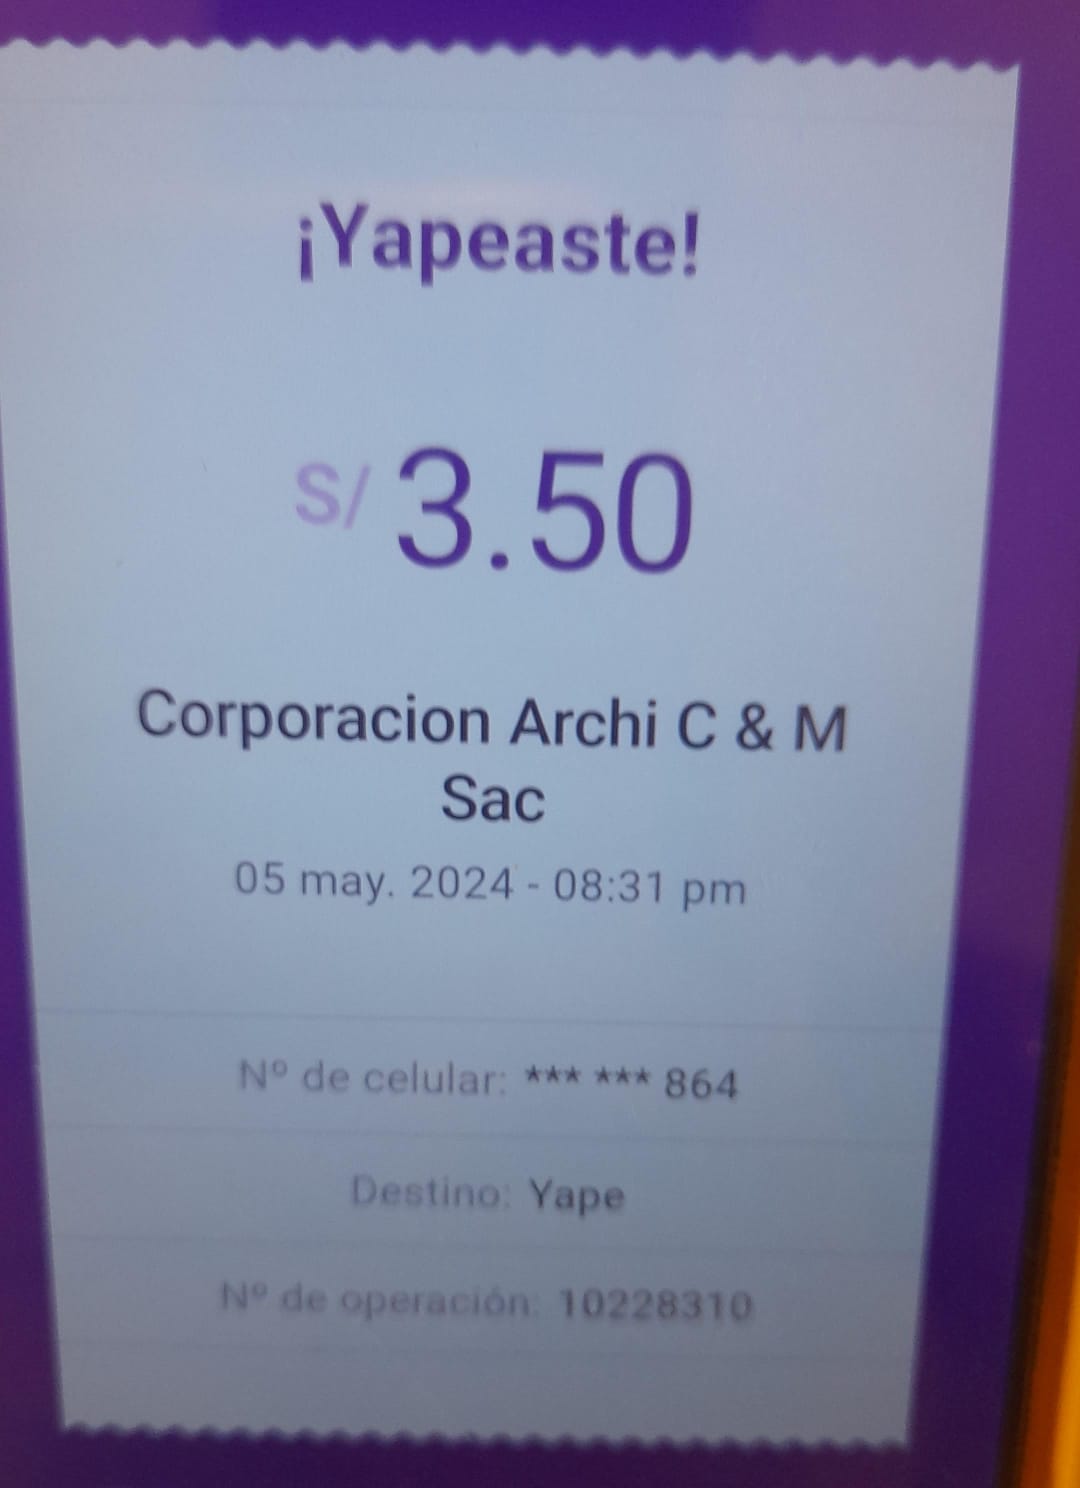 ¡Yapeaste!
S/ 3.50
Corporacion Archi C & M
Sac
05 may. 2024 - 08:31 pm
Nº de celular: *** *** 864
Destino: Yape
Nº de operación: 10228310